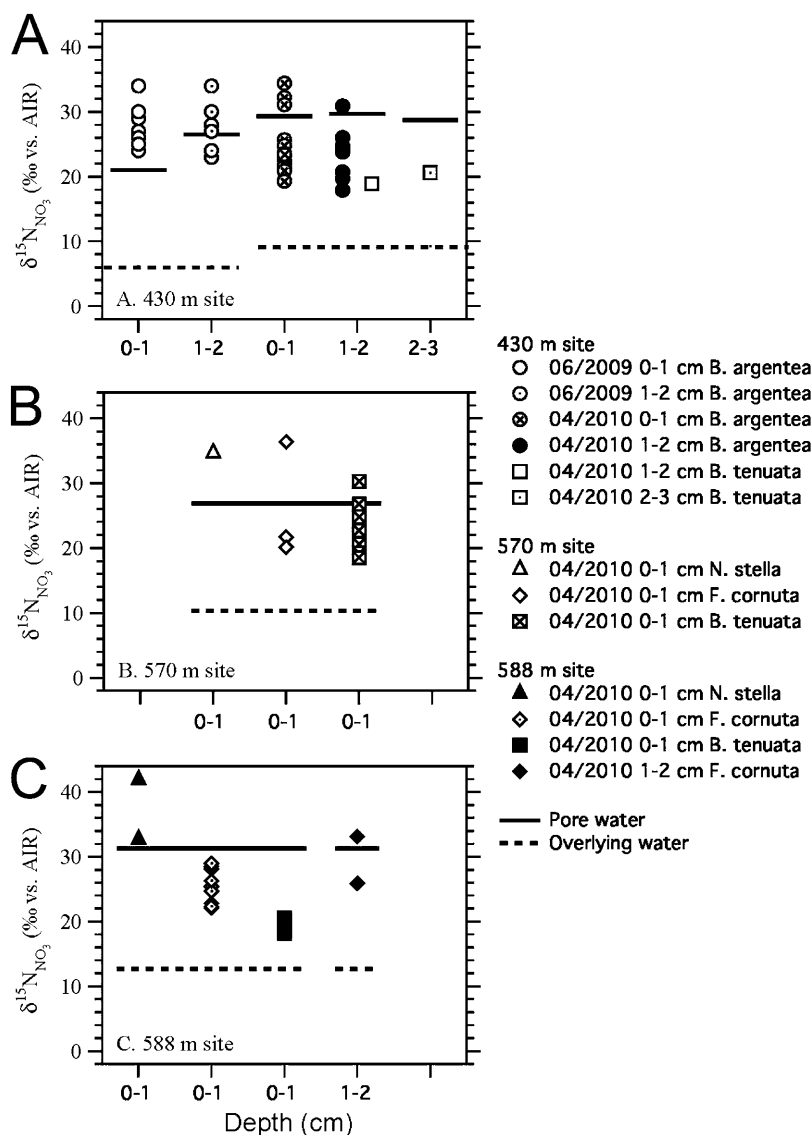 A
40
30
20
10
0
δ15NNO3 (‰ vs. AIR)
A. 430 m site
0-1 1-2 0-1 1-2 2-3
B
40
30
20
10
0
δ15NNO3 (‰ vs. AIR)
B. 570 m site
0-1 0-1 0-1
C
40
30
20
10
0
δ15NNO3 (‰ vs. AIR)
C. 588 m site
0-1 0-1 0-1 1-2
Depth (cm)
430 m site
06/2009 0-1 cm B. argentea
06/2009 1-2 cm B. argentea
04/2010 0-1 cm B. argentea
04/2010 1-2 cm B. argentea
04/2010 1-2 cm B. tenuata
04/2010 2-3 cm B. tenuata
570 m site
04/2010 0-1 cm N. stella
04/2010 0-1 cm F. cornuta
04/2010 0-1 cm B. tenuata
588 m site
04/2010 0-1 cm N. stella
04/2010 0-1 cm F. cornuta
04/2010 0-1 cm B. tenuata
04/2010 1-2 cm F. cornuta
Pore water
Overlying water